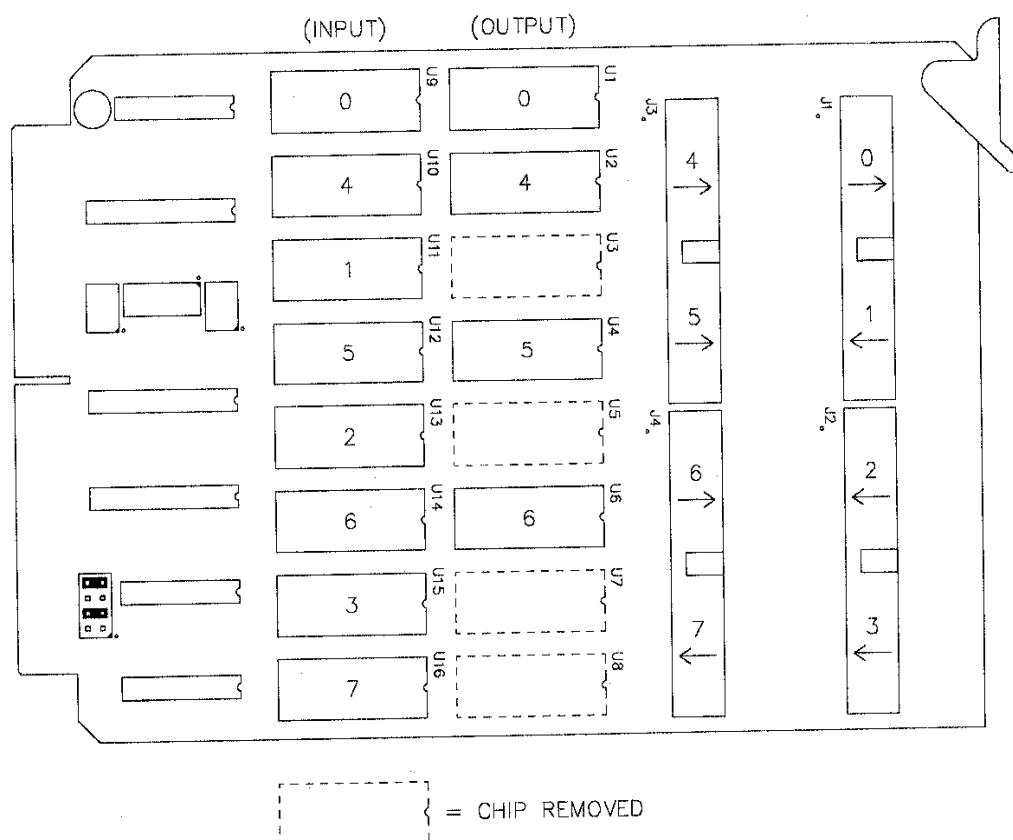 (INPUT) (OUTPUT)
U9 U1
0 0
J3 J1
U10 U2
4 4
4 0
U11 U3
1
U12 U4
5 5
5 1
U13 U5
2
J4 J2
6 2
U14 U6
6 6
U15 U7
3
7 3
U16 U8
7
= CHIP REMOVED